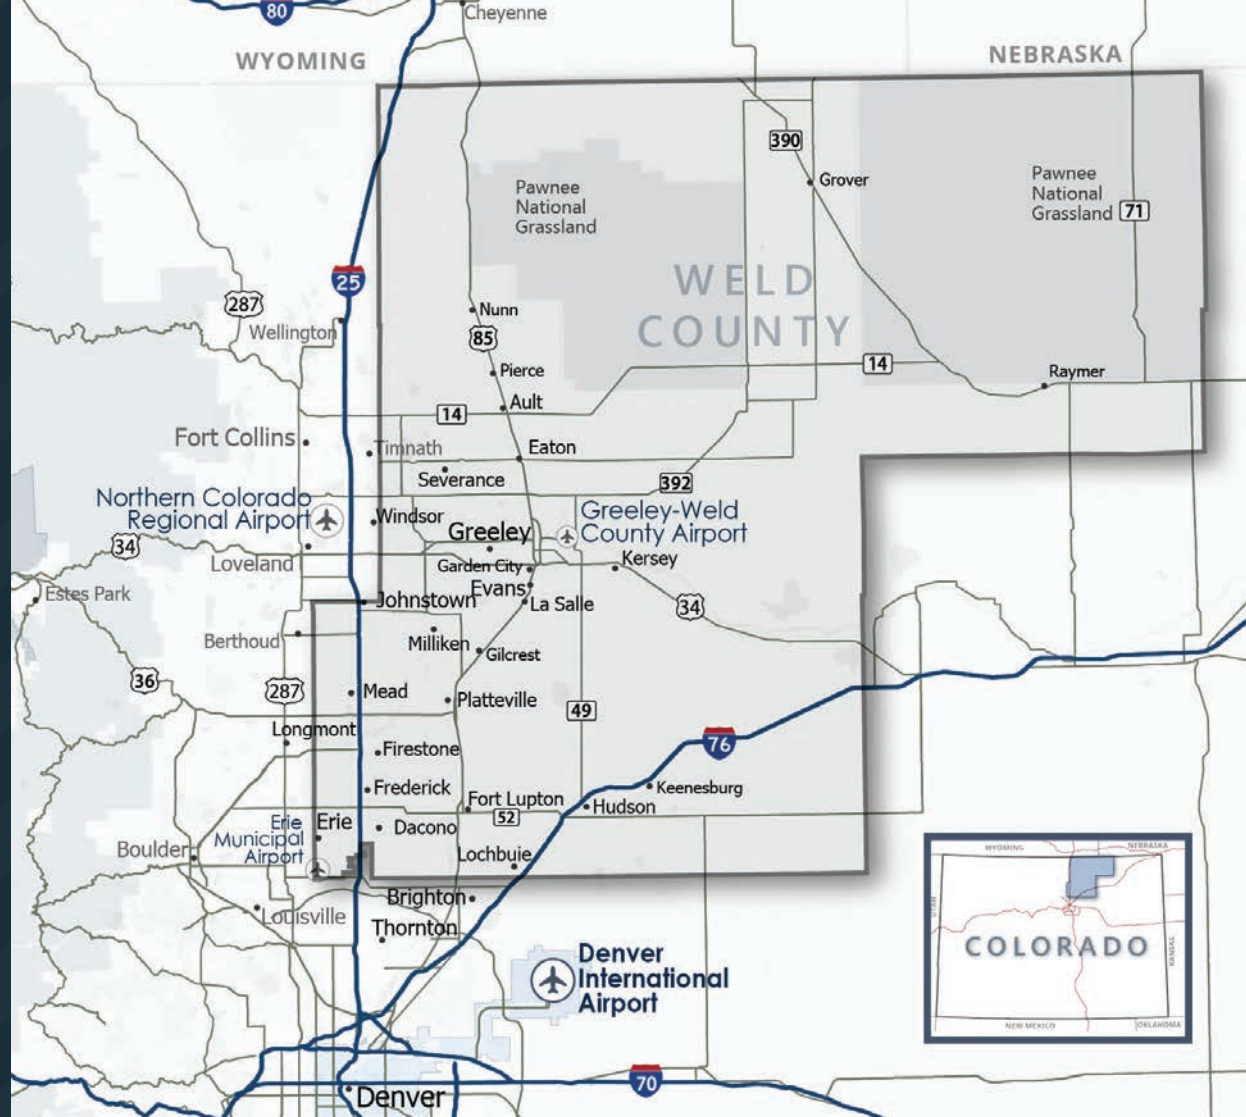 80
Cheyenne
WYOMING
NEBRASKA
390
Grover
Pawnee
National
Grassland
Pawnee
National
Grassland
71
WELD
COUNTY
25
287
Wellington
Nunn
85
Pierce
14
Raymer
Ault
14
Fort Collins
Timnath
Eaton
Severance
392
Northern Colorado
Regional Airport
Windsor
Greeley
Greeley-Weld
County Airport
34
Loveland
Garden City
Kersey
Estes Park
Evans
Johnstown
La Salle
34
Berthoud
Milliken
Gilcrest
36
287
Mead
Platteville
49
Longmont
Firestone
76
Frederick
Fort Lupton
Keenesburg
Hudson
52
Erie
Municipal
Airport
Erie
Dacono
Boulder
Lochbuie
Brighton
Louisville
Thornton
Denver
International
Airport
70
Denver
WYOMING
NEBRASKA
UTAH
COLORADO
KANSAS
NEW MEXICO
OKLAHOMA